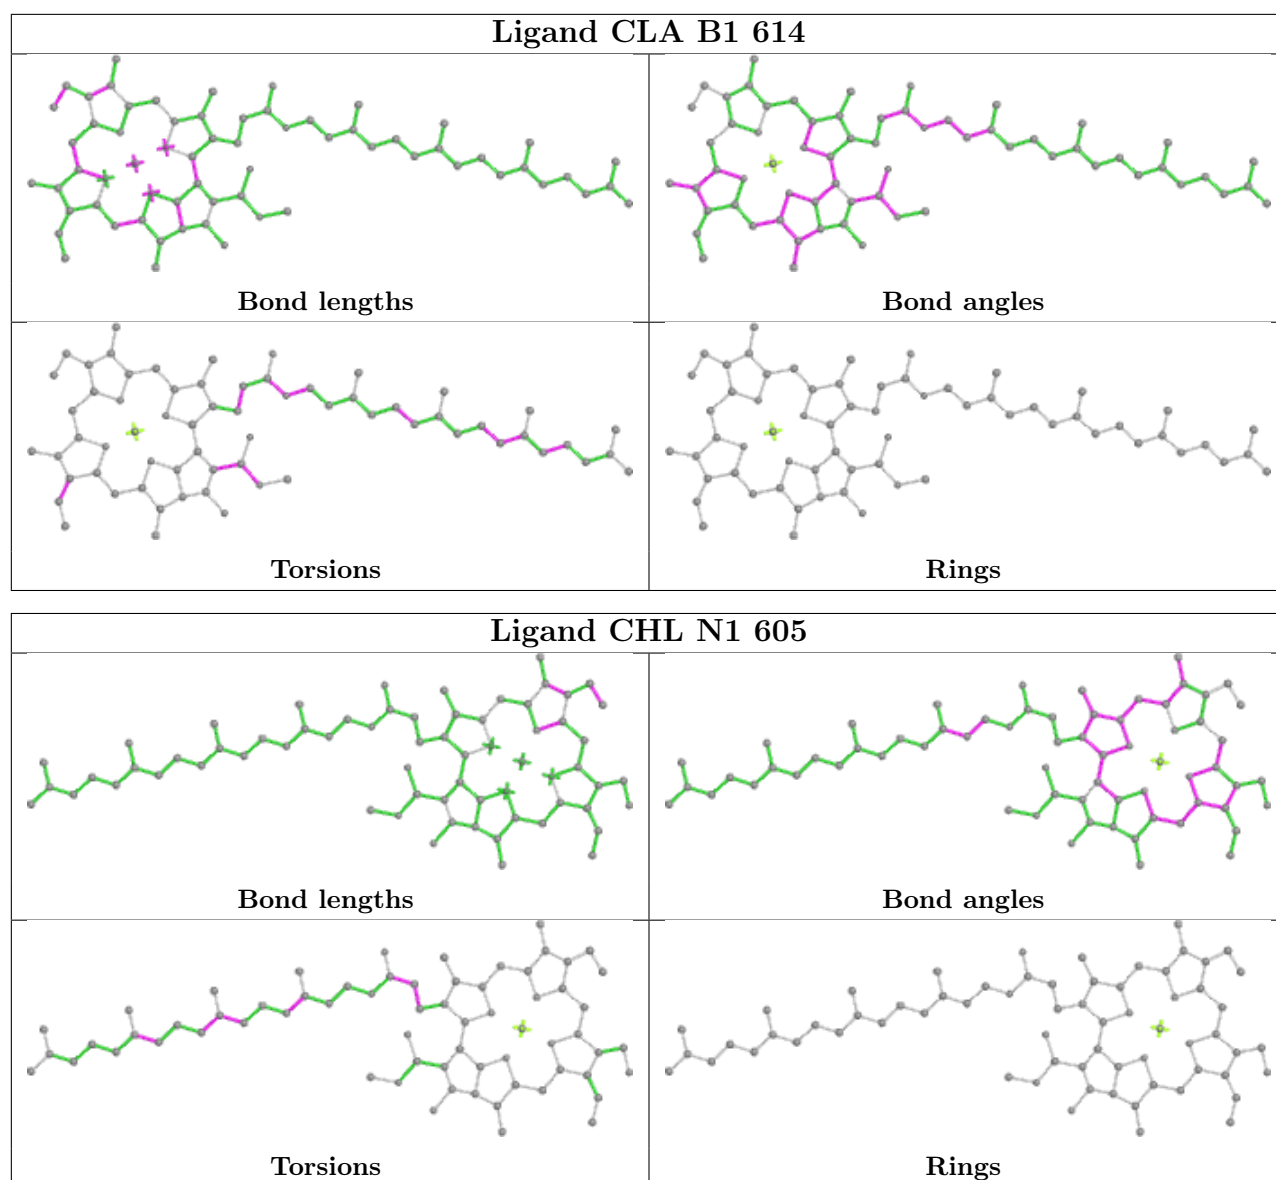 Ligand CLA B1 614
Bond lengths
Bond angles
Torsions
Rings
Ligand CHL N1 605
Bond lengths
Bond angles
Torsions
Rings